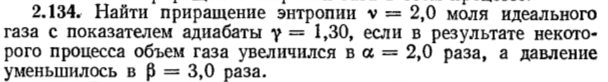 2.134. Найти приращение энтропии ν = 2,0 моля идеального
газа с показателем адиабаты γ = 1,30, если в результате некото-
рого процесса объем газа увеличился в α = 2,0 раза, а давление
уменьшилось в β = 3,0 раза.